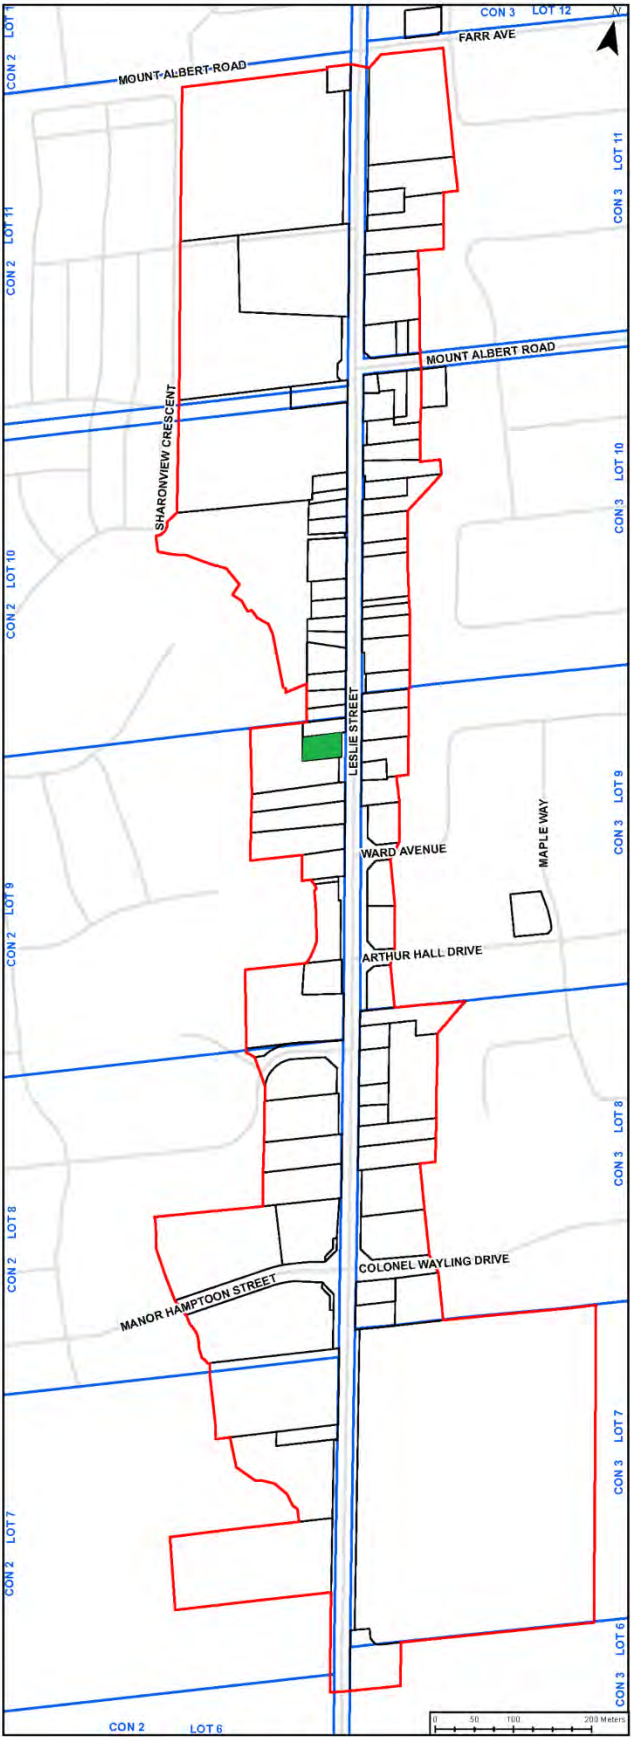 CON 3 LOT 12
N
LOT 1
CON 2
FARR AVE
MOUNT ALBERT ROAD
LOT 11
CON 3
LOT 11
CON 2
MOUNT ALBERT ROAD
SHARONVIEW CRESCENT
LOT 10
CON 3
LOT 10
CON 2
LESLIE STREET
LOT 9
CON 3
MAPLE WAY
WARD AVENUE
LOT 9
CON 2
ARTHUR HALL DRIVE
LOT 8
CON 3
LOT 8
CON 2
COLONEL WAYLING DRIVE
MANOR HAMPTOON STREET
LOT 7
CON 3
LOT 7
CON 2
LOT 6
CON 3
CON 2 LOT 6
0 50 100 200 Meters